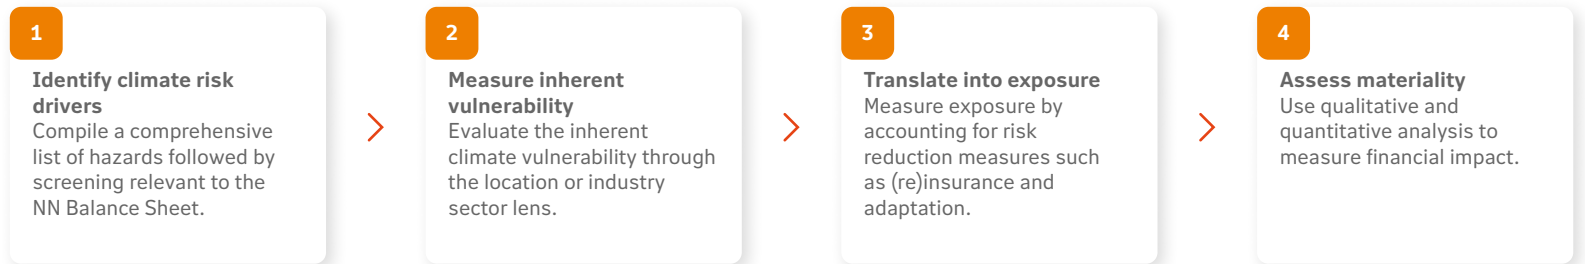 1
Identify climate risk
drivers
Compile a comprehensive
list of hazards followed by
screening relevant to the
NN Balance Sheet.
2
Measure inherent
vulnerability
Evaluate the inherent
climate vulnerability through
the location or industry
sector lens.
3
Translate into exposure
Measure exposure by
accounting for risk
reduction measures such
as (re)insurance and
adaptation.
4
Assess materiality
Use qualitative and
quantitative analysis to
measure financial impact.